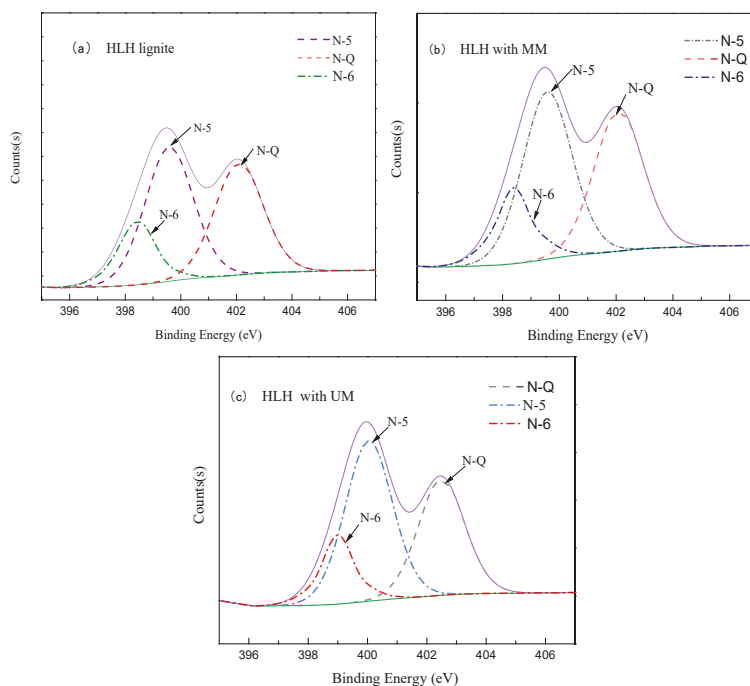 (a) HLH lignite
N-5
N-Q
N-6
N-5
N-Q
N-6
Counts(s)
396 398 400 402 404 406
Binding Energy (eV)
(b) HLH with MM
N-5
N-Q
N-6
N-5
N-Q
N-6
Counts(s)
396 398 400 402 404 406
Binding Energy (eV)
(c) HLH with UM
N-Q
N-5
N-6
N-5
N-Q
N-6
Counts(s)
396 398 400 402 404 406
Binding Energy (eV)